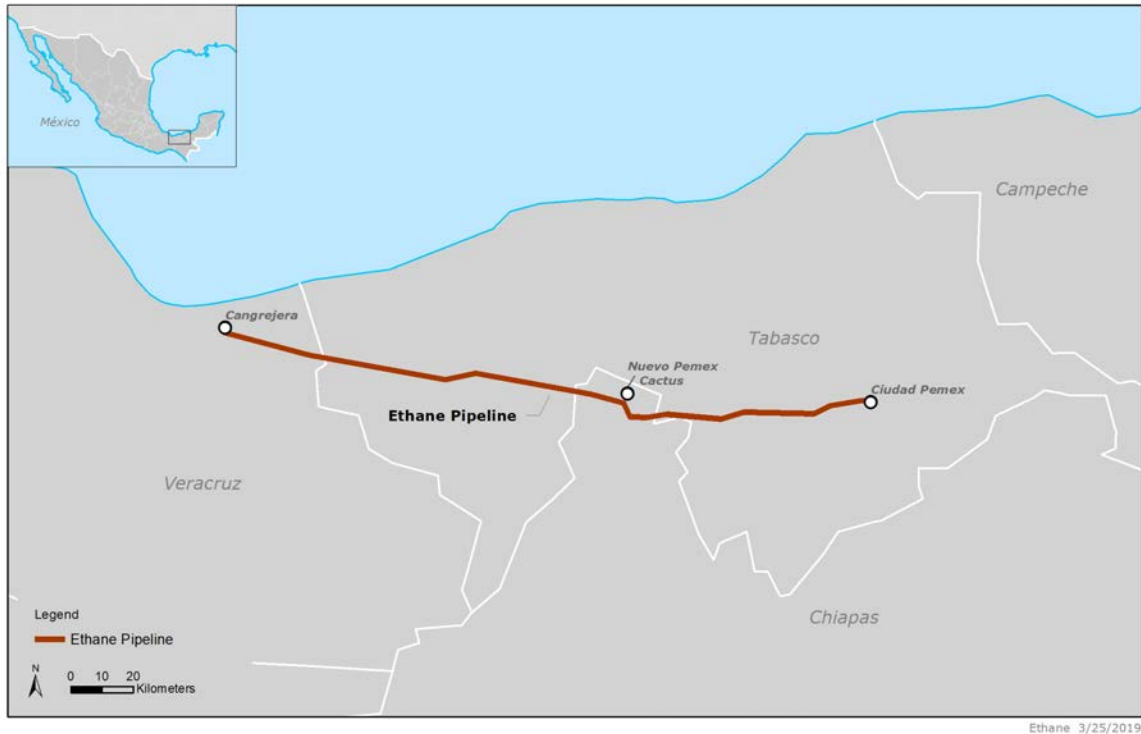 México
Campeche
Cangrejera
Tabasco
Nuevo Pemex
Cactus
Ciudad Pemex
Ethane Pipeline
Veracruz
Chiapas
Legend
Ethane Pipeline
N
0 10 20
Kilometers
Ethane 3/25/2019